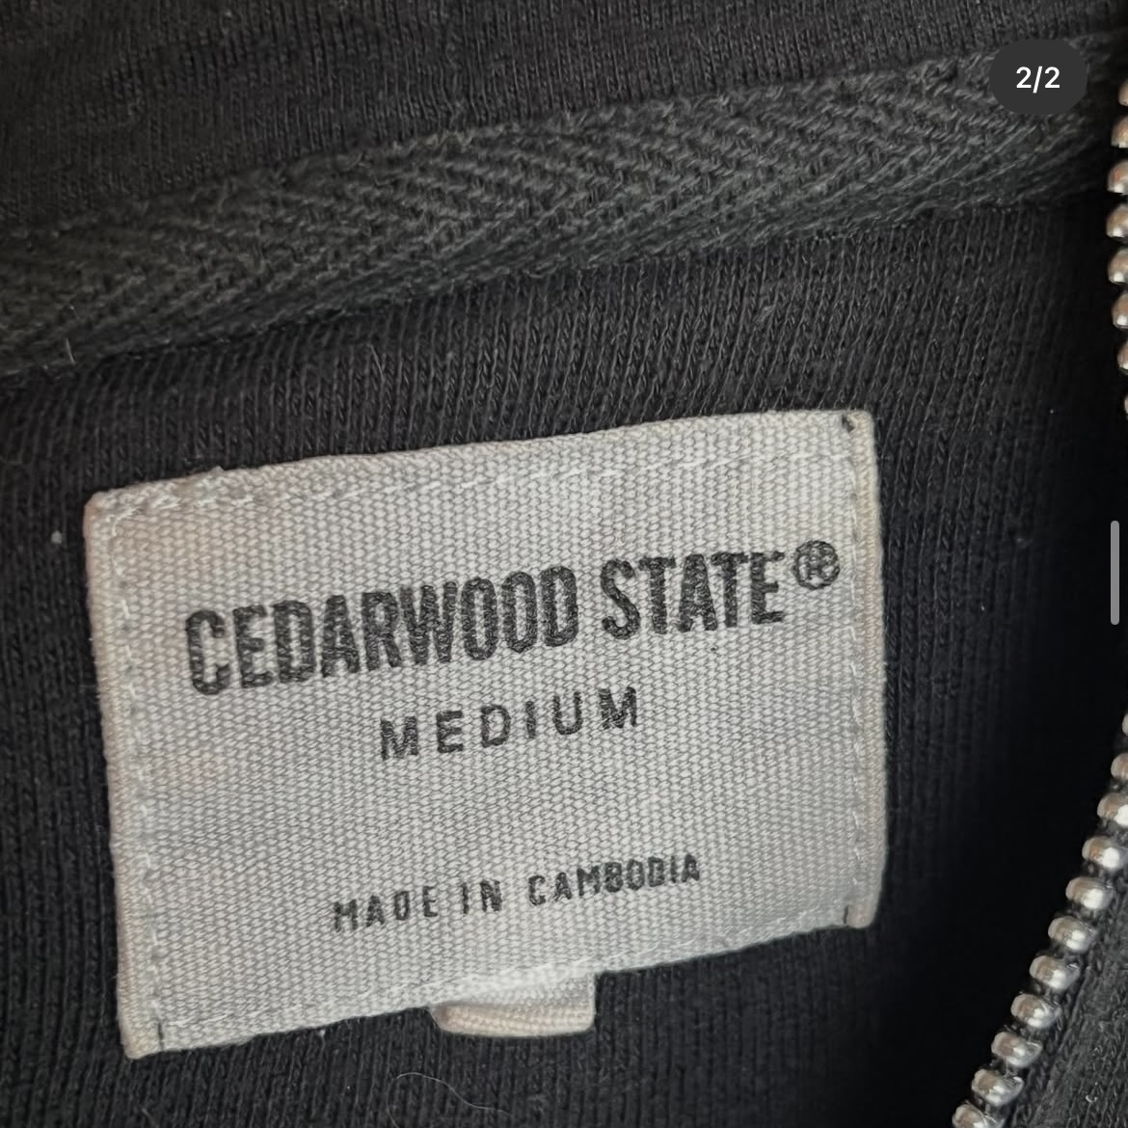 2/2
CEDARWOOD STATE®
MEDIUM
MADE IN CAMBODIA